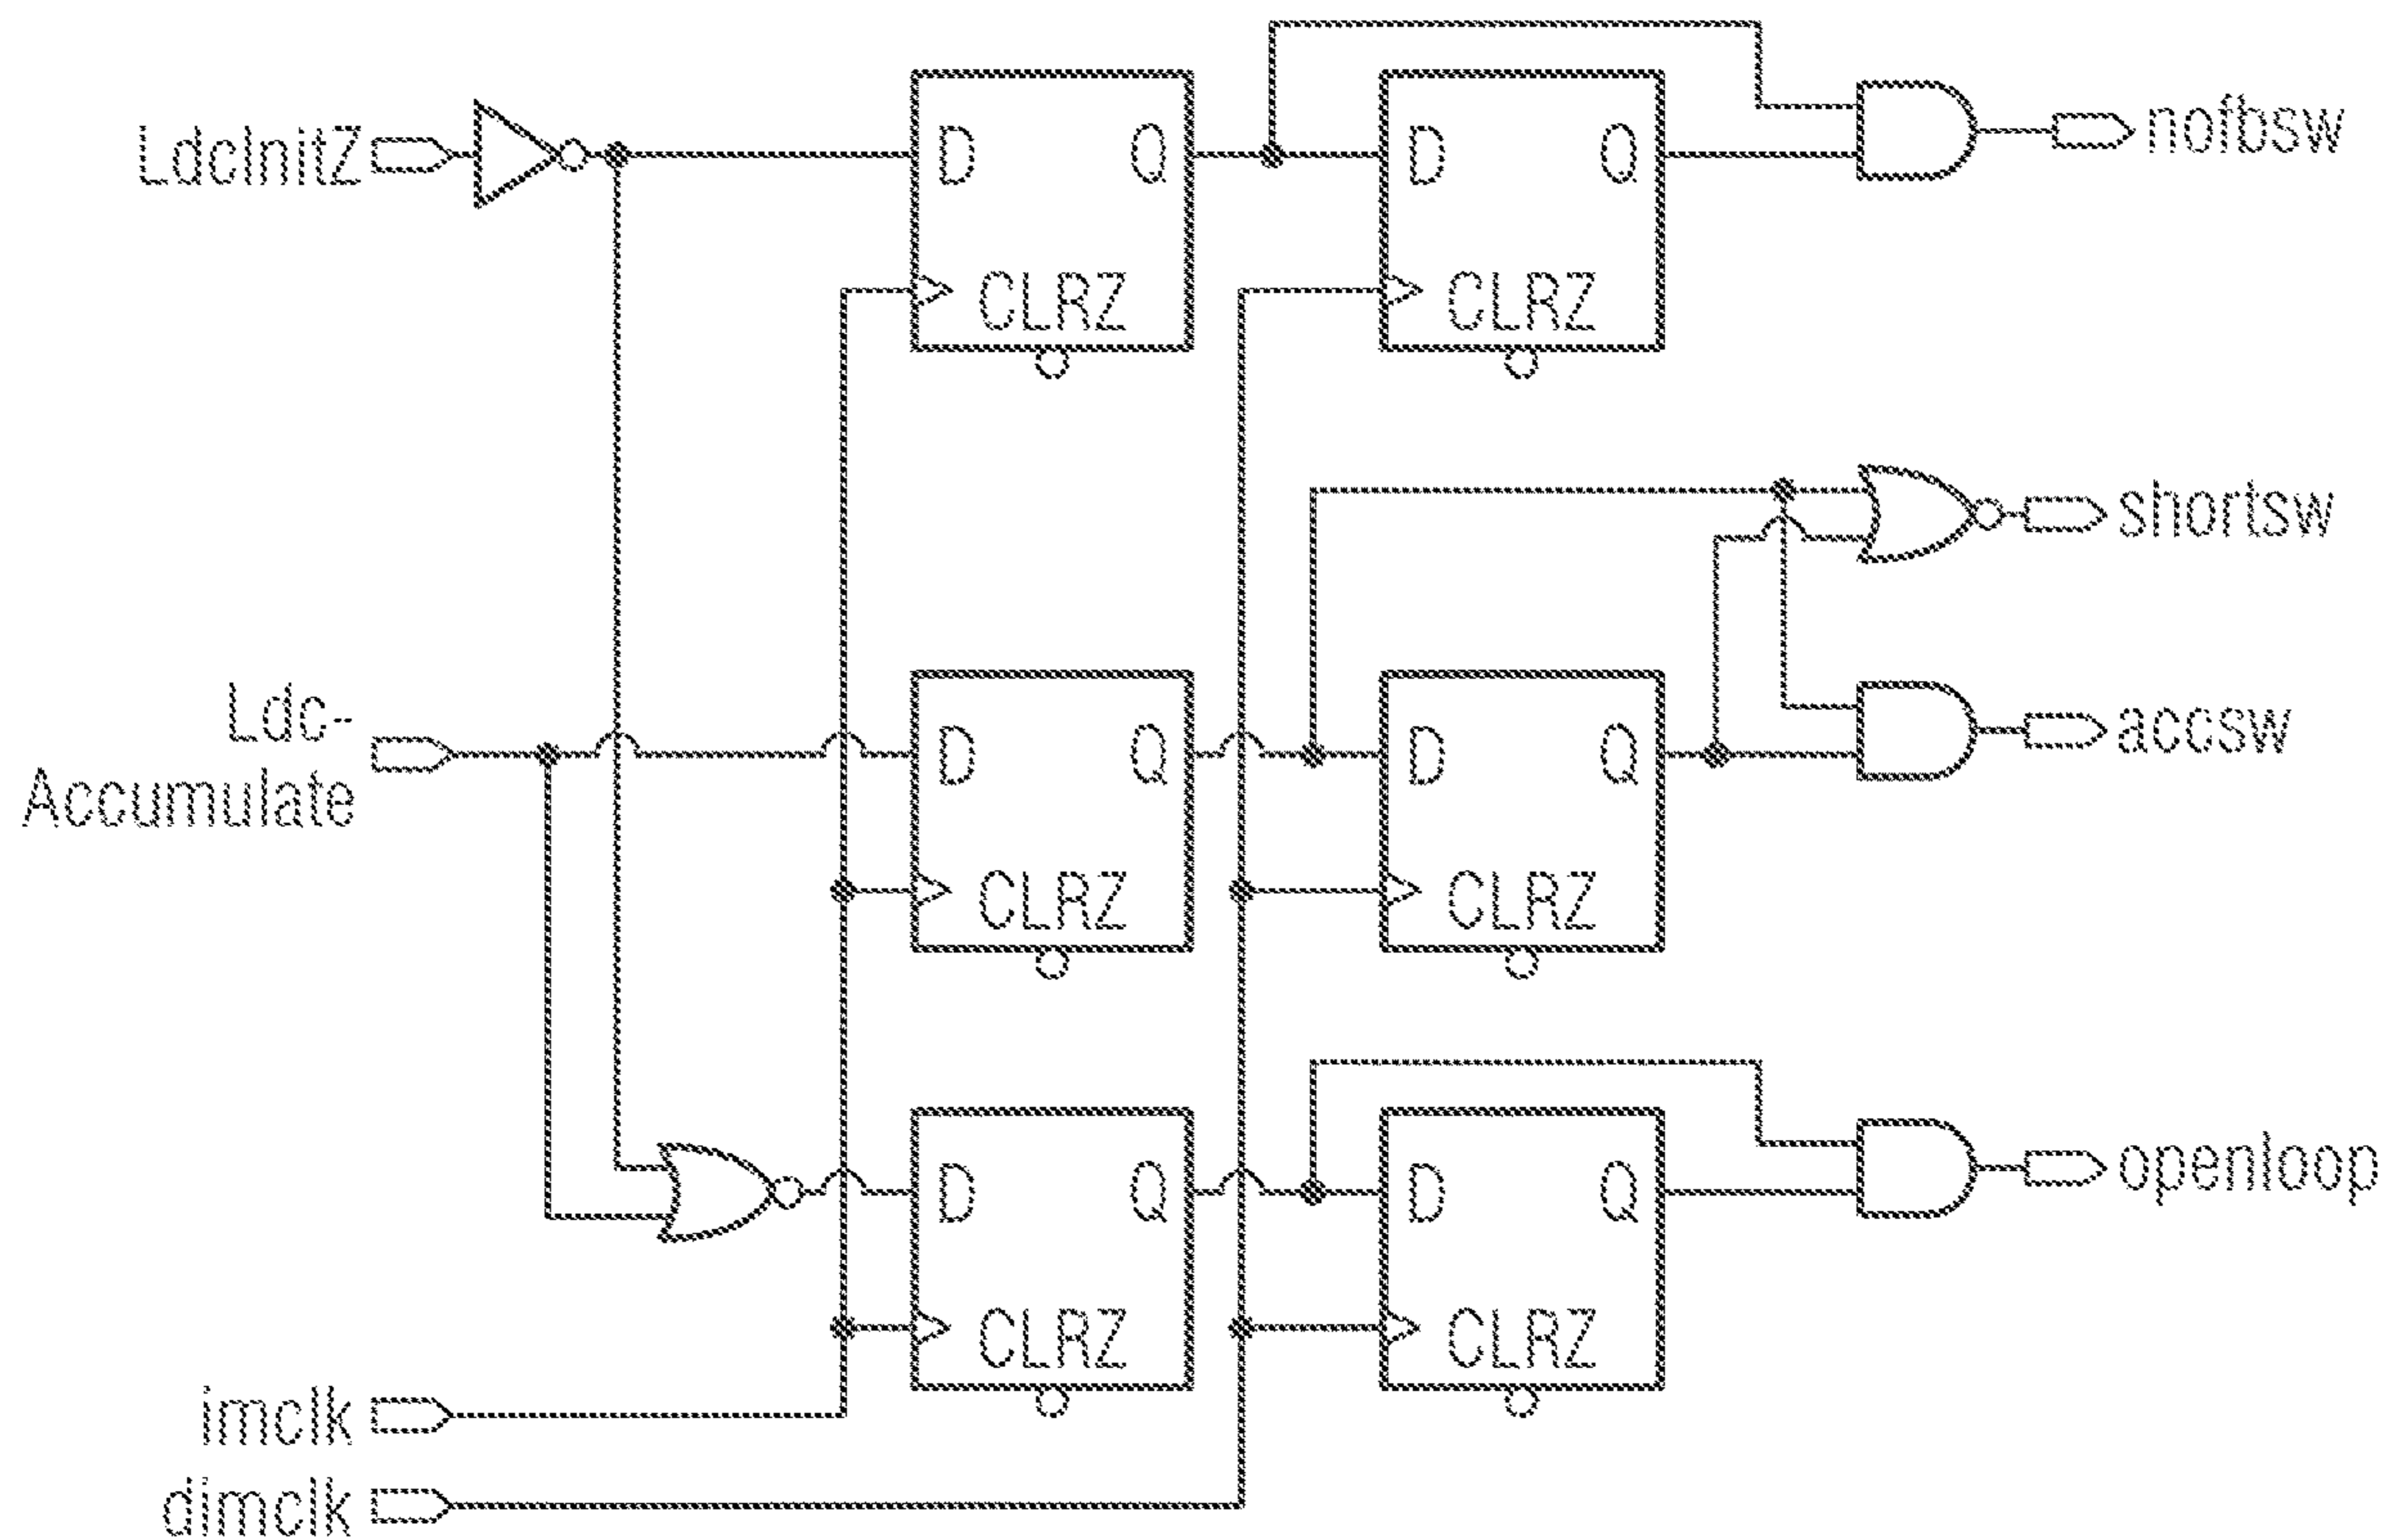 LdcInitZ
D Q
CLRZ
D Q
CLRZ
nofbsw
shortsw
Ldc-
Accumulate
D Q
CLRZ
D Q
CLRZ
accsw
D Q
CLRZ
D Q
CLRZ
openloop
imclk
dimclk